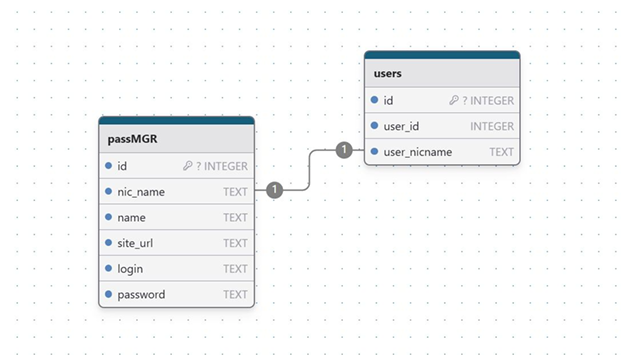 users
id ? INTEGER
user_id INTEGER
user_nicname TEXT
passMGR
id ? INTEGER
nic_name TEXT
name TEXT
site_url TEXT
login TEXT
password TEXT
1
1